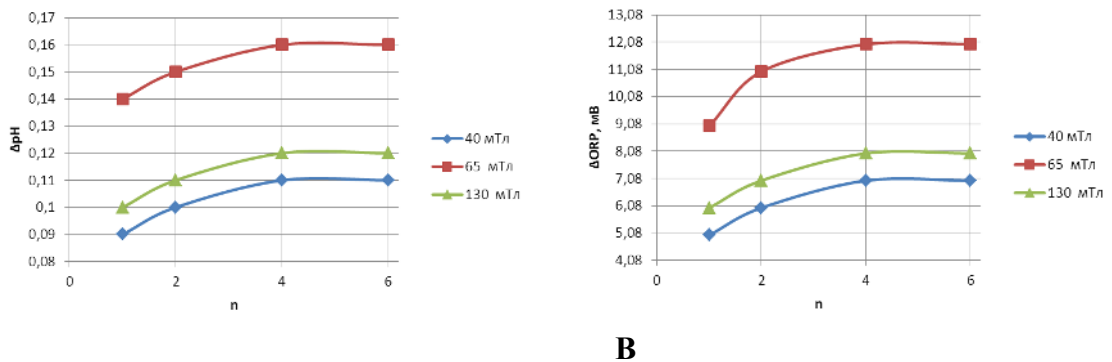 0,17
0,16
0,15
0,14
0,13
0,12
0,11
0,1
0,09
0,08
ΔpH
0 2 4 6
n
40 мТл
65 мТл
130 мТл
13,08
12,08
11,08
10,08
9,08
8,08
7,08
6,08
5,08
4,08
ΔORP, мВ
0 2 4 6
n
40 мТл
65 мТл
130 мТл
В